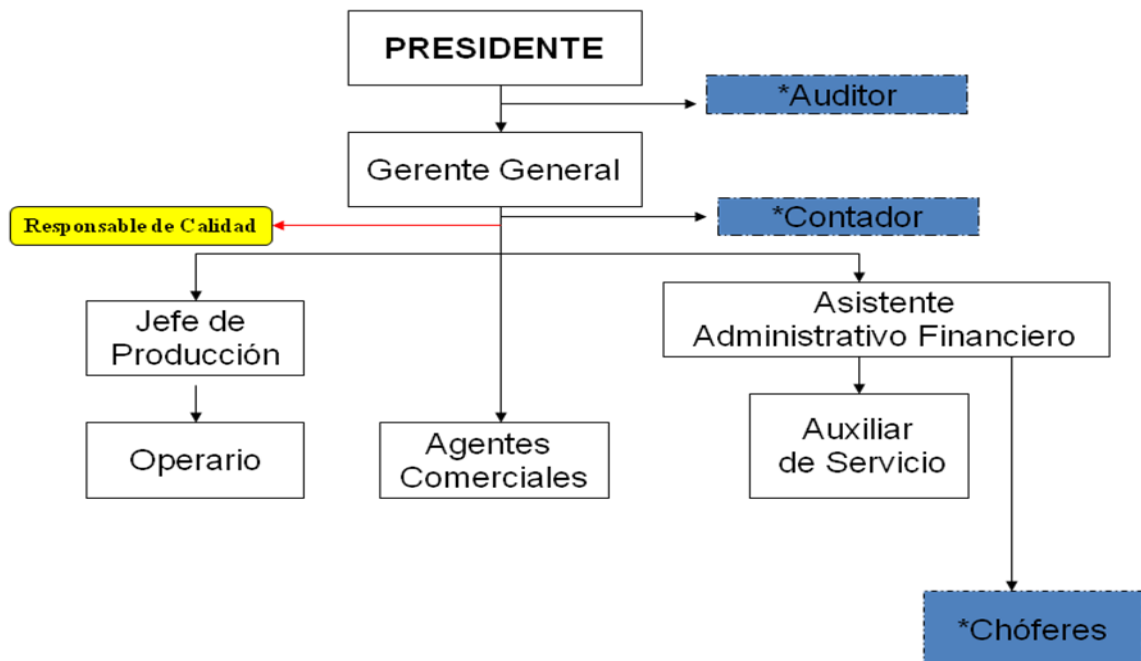 PRESIDENTE
*Auditor
Gerente General
Responsable de Calidad
*Contador
Jefe de
Producción
Asistente
Administrativo Financiero
Operario
Agentes
Comerciales
Auxiliar
de Servicio
*Chóferes